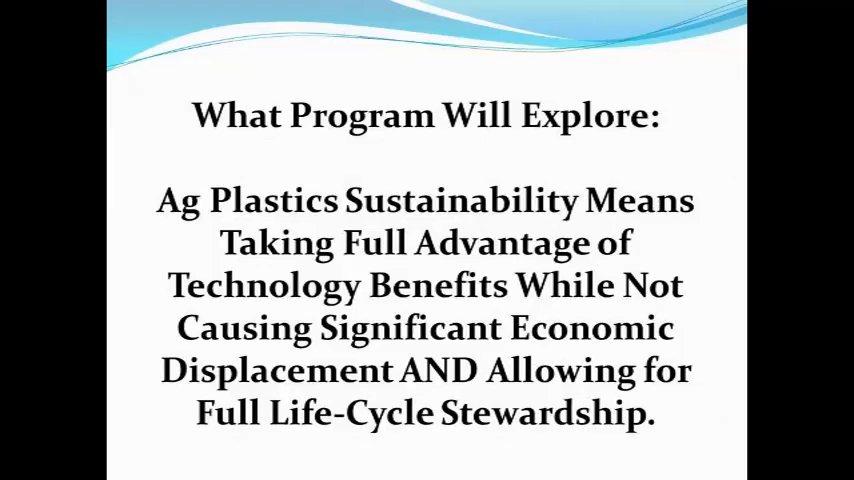 What Program Will Explore:
Ag Plastics Sustainability Means
Taking Full Advantage of
Technology Benefits While Not
Causing Significant Economic
Displacement AND Allowing for
Full Life-Cycle Stewardship.